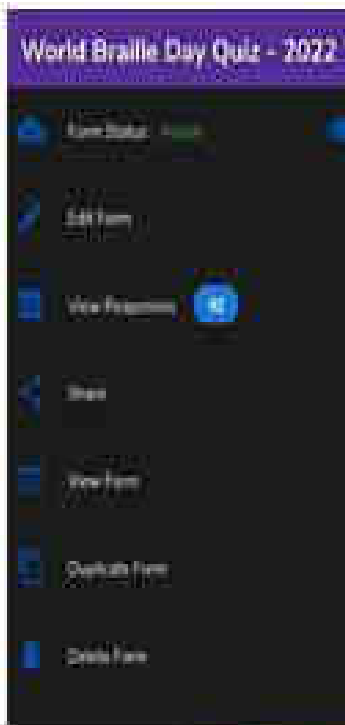 World Braille Day Quiz - 2022
Form Status
Edit Form
View Responses
Share
View Form
Duplicate Form
Delete Form